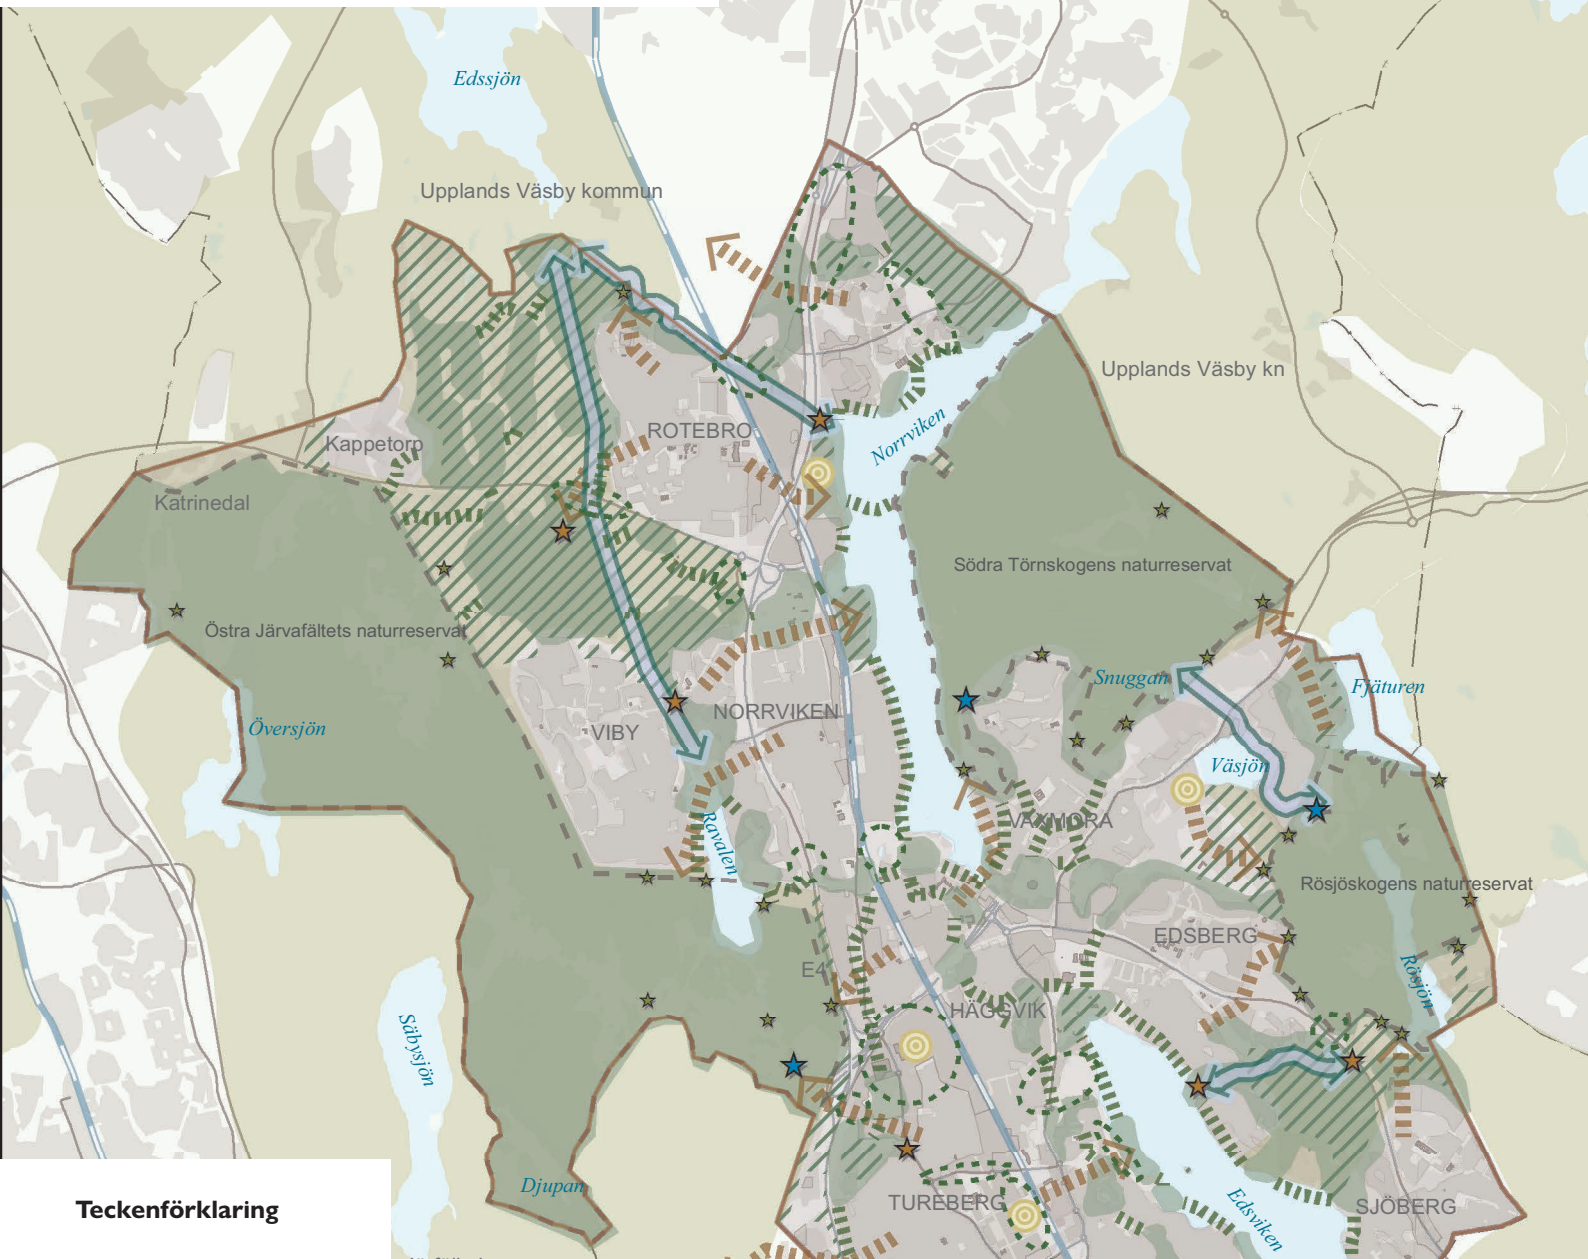 Edssjön
Upplands Väsby kommun
Upplands Väsby kn
ROTEBRO
Norrviken
Kappetorp
Katrinedal
Södra Törnskogens naturreservat
Östra Järvafältets naturreservat
Snuggan
Fjäturen
Översjön
VIBY
NORRVIKEN
Väsjön
Ravalen
VAXMORA
Rösjöskogens naturreservat
EDSBERG
E4
Rösjön
HÄGGVIK
Säbysjön
Djupan
TUREBERG
Edsviken
SJÖBERG
Teckenförklaring